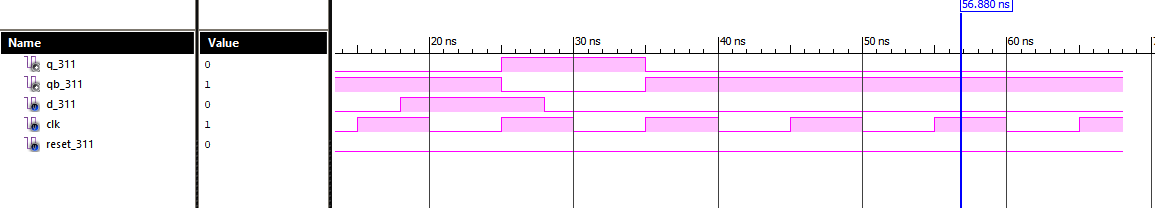 56.880 ns
Name Value
20 ns 30 ns 40 ns 50 ns 60 ns
q_311 0
qb_311 1
d_311 0
clk 1
reset_311 0